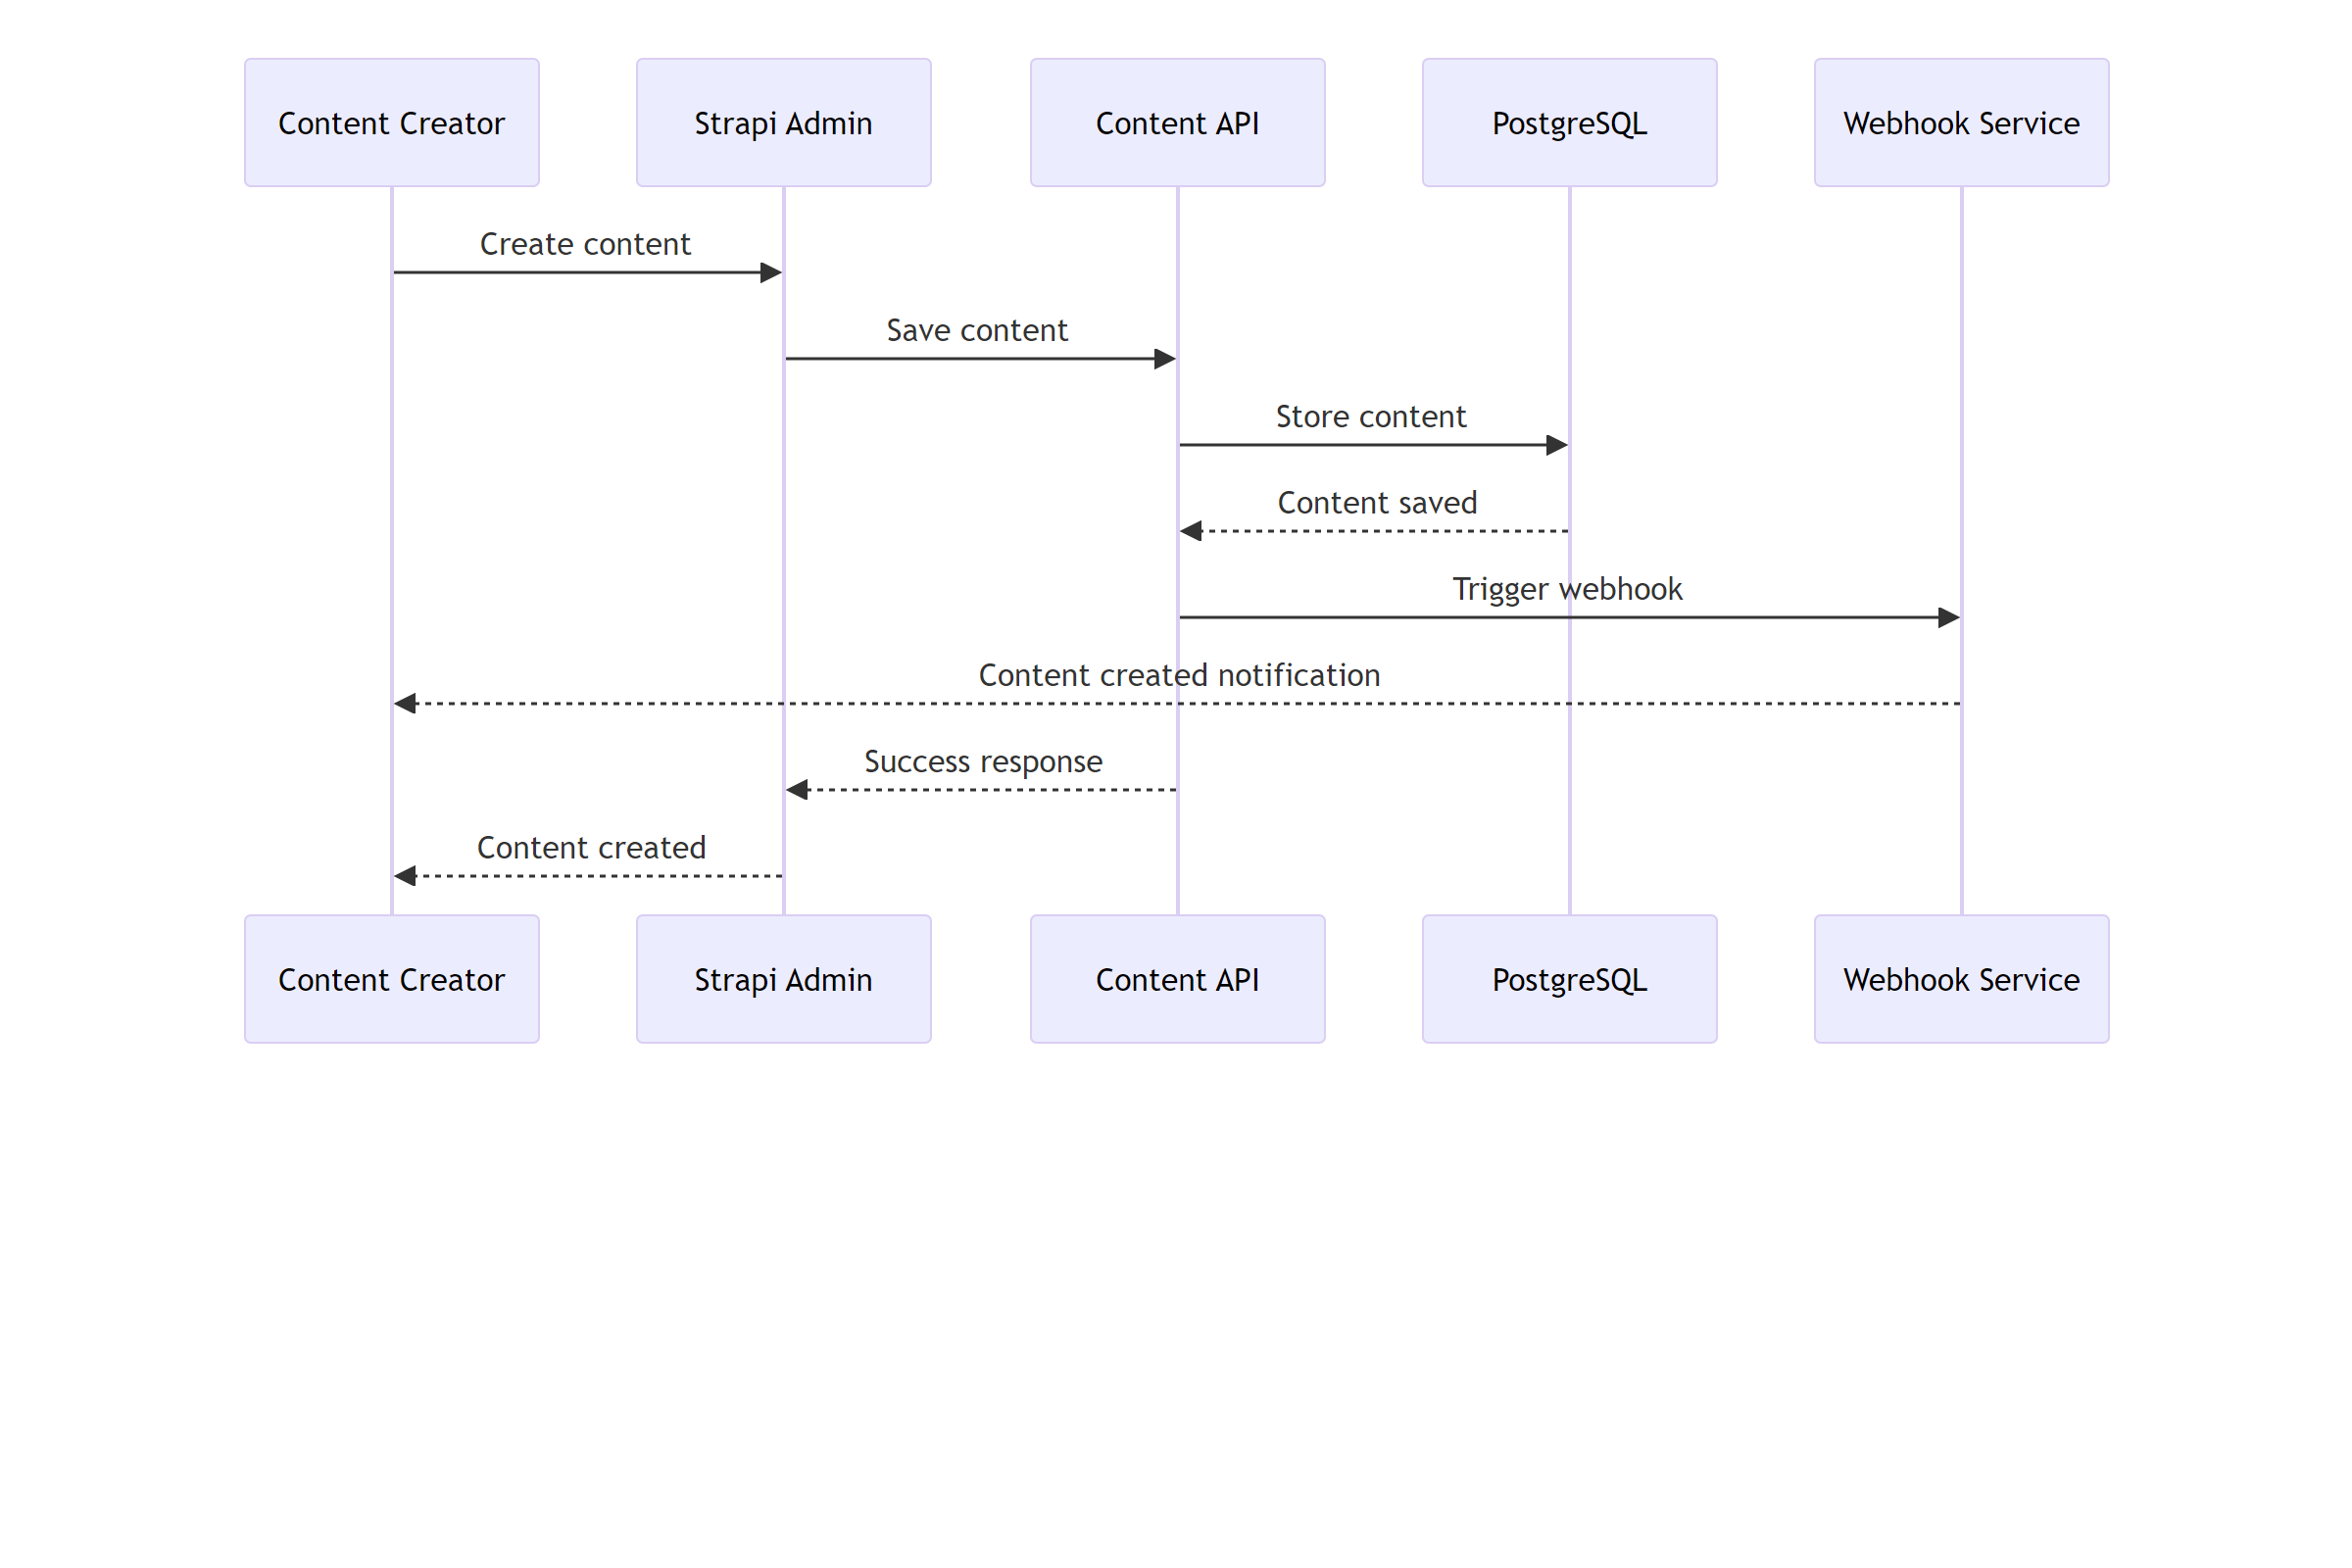 Content Creator
Strapi Admin
Content API
PostgreSQL
Webhook Service
Create content
Save content
Store content
Content saved
Trigger webhook
Content created notification
Success response
Content created
Content Creator
Strapi Admin
Content API
PostgreSQL
Webhook Service